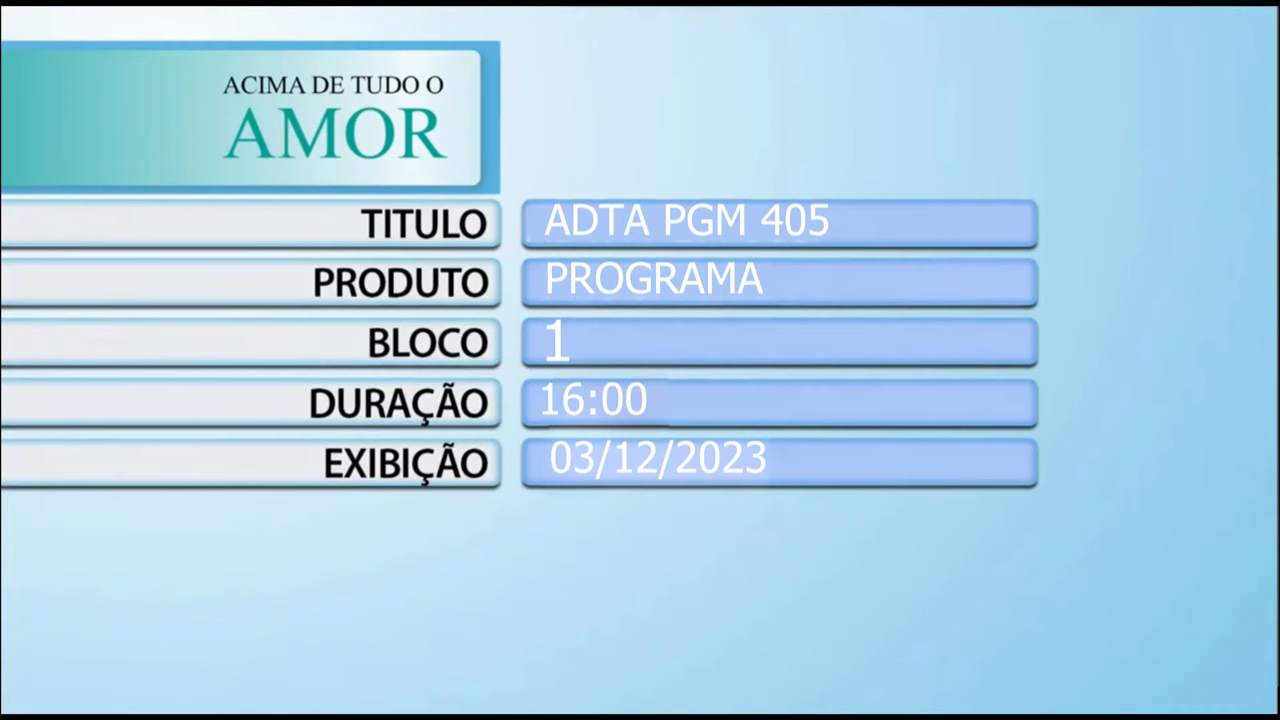 ACIMA DE TUDO O
AMOR
TITULO ADTA PGM 405
PRODUTO PROGRAMA
BLOCO 1
DURAÇÃO 16:00
EXIBIÇÃO 03/12/2023